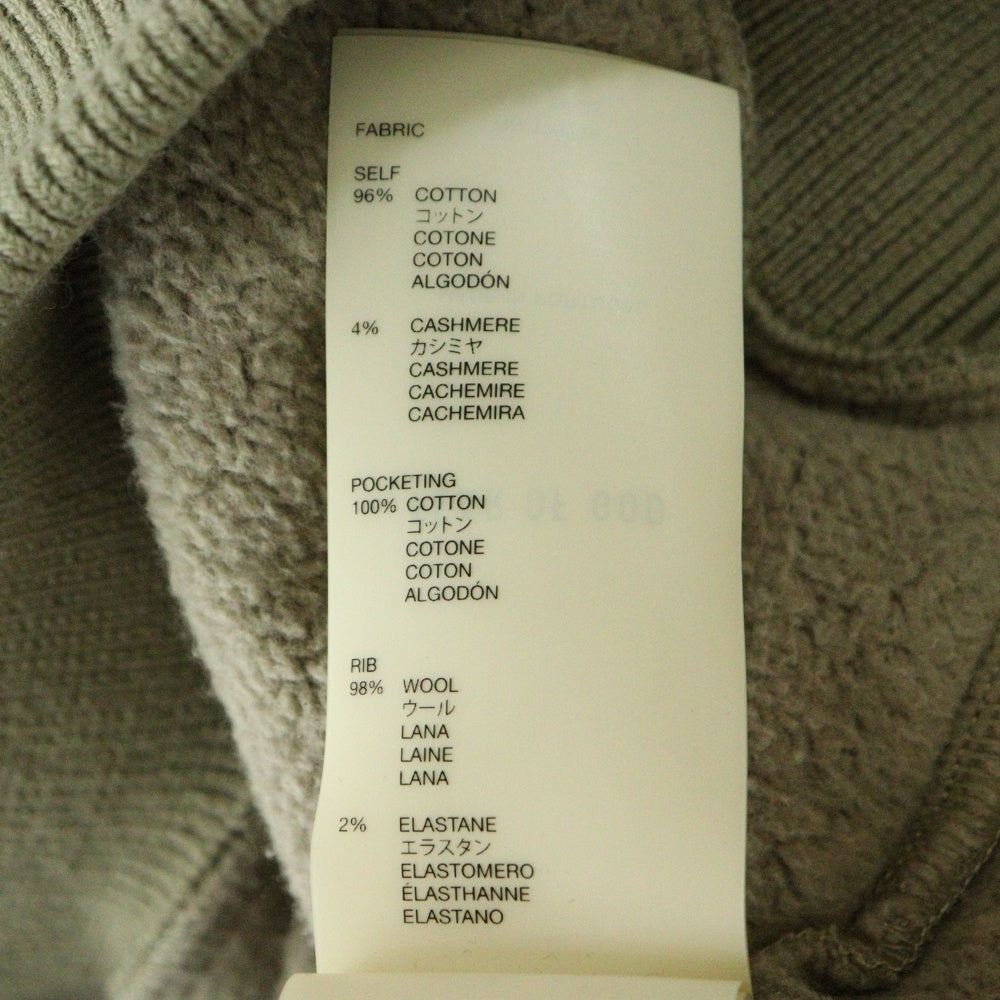 FABRIC
SELF
96% COTTON
コットン
COTONE
COTON
ALGODÓN
4% CASHMERE
カシミヤ
CASHMERE
CACHEMIRE
CACHEMIRA
POCKETING
100% COTTON
コットン
COTONE
COTON
ALGODÓN
RIB
98% WOOL
ウール
LANA
LAINE
LANA
2% ELASTANE
エラスタン
ELASTOMERO
ÉLASTHANNE
ELASTANO